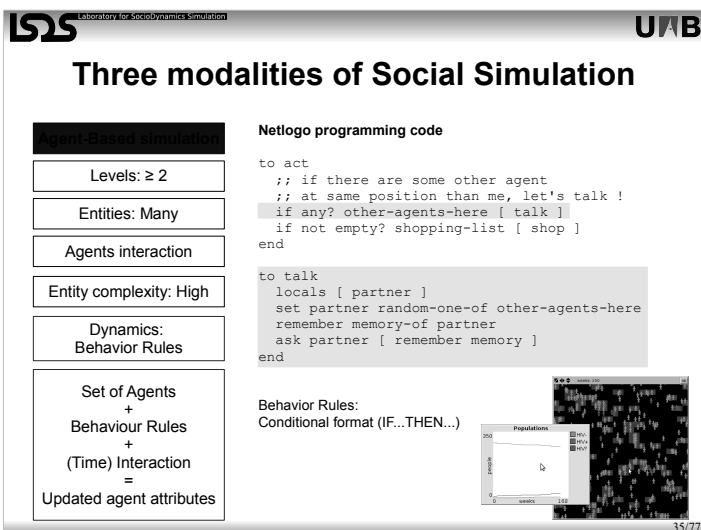 LSDS
Laboratory for SocioDynamics Simulation
UAB
Three modalities of Social Simulation
Agent-Based simulation
Levels: ≥ 2
Entities: Many
Agents interaction
Entity complexity: High
Dynamics:
Behavior Rules
Set of Agents
+
Behaviour Rules
+
(Time) Interaction
=
Updated agent attributes
Netlogo programming code
to act
;; if there are some other agent
;; at same position than me, let's talk !
if any? other-agents-here [ talk ]
if not empty? shopping-list [ shop ]
end
to talk
locals [ partner ]
set partner random-one-of other-agents-here
remember memory-of partner
ask partner [ remember memory ]
end
Behavior Rules:
Conditional format (IF...THEN...)
Populations
350
people
0
0
weeks
168
HIV-
HIV+
HIV?
35/77